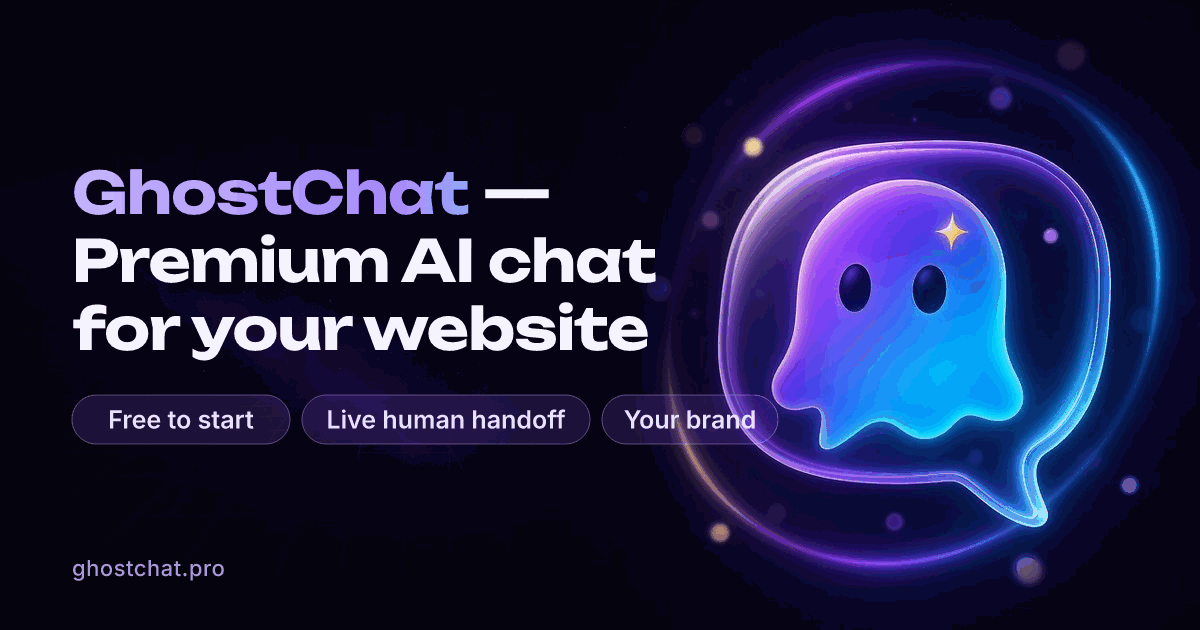 GhostChat —
Premium AI chat
for your website
Free to start
Live human handoff
Your brand
ghostchat.pro